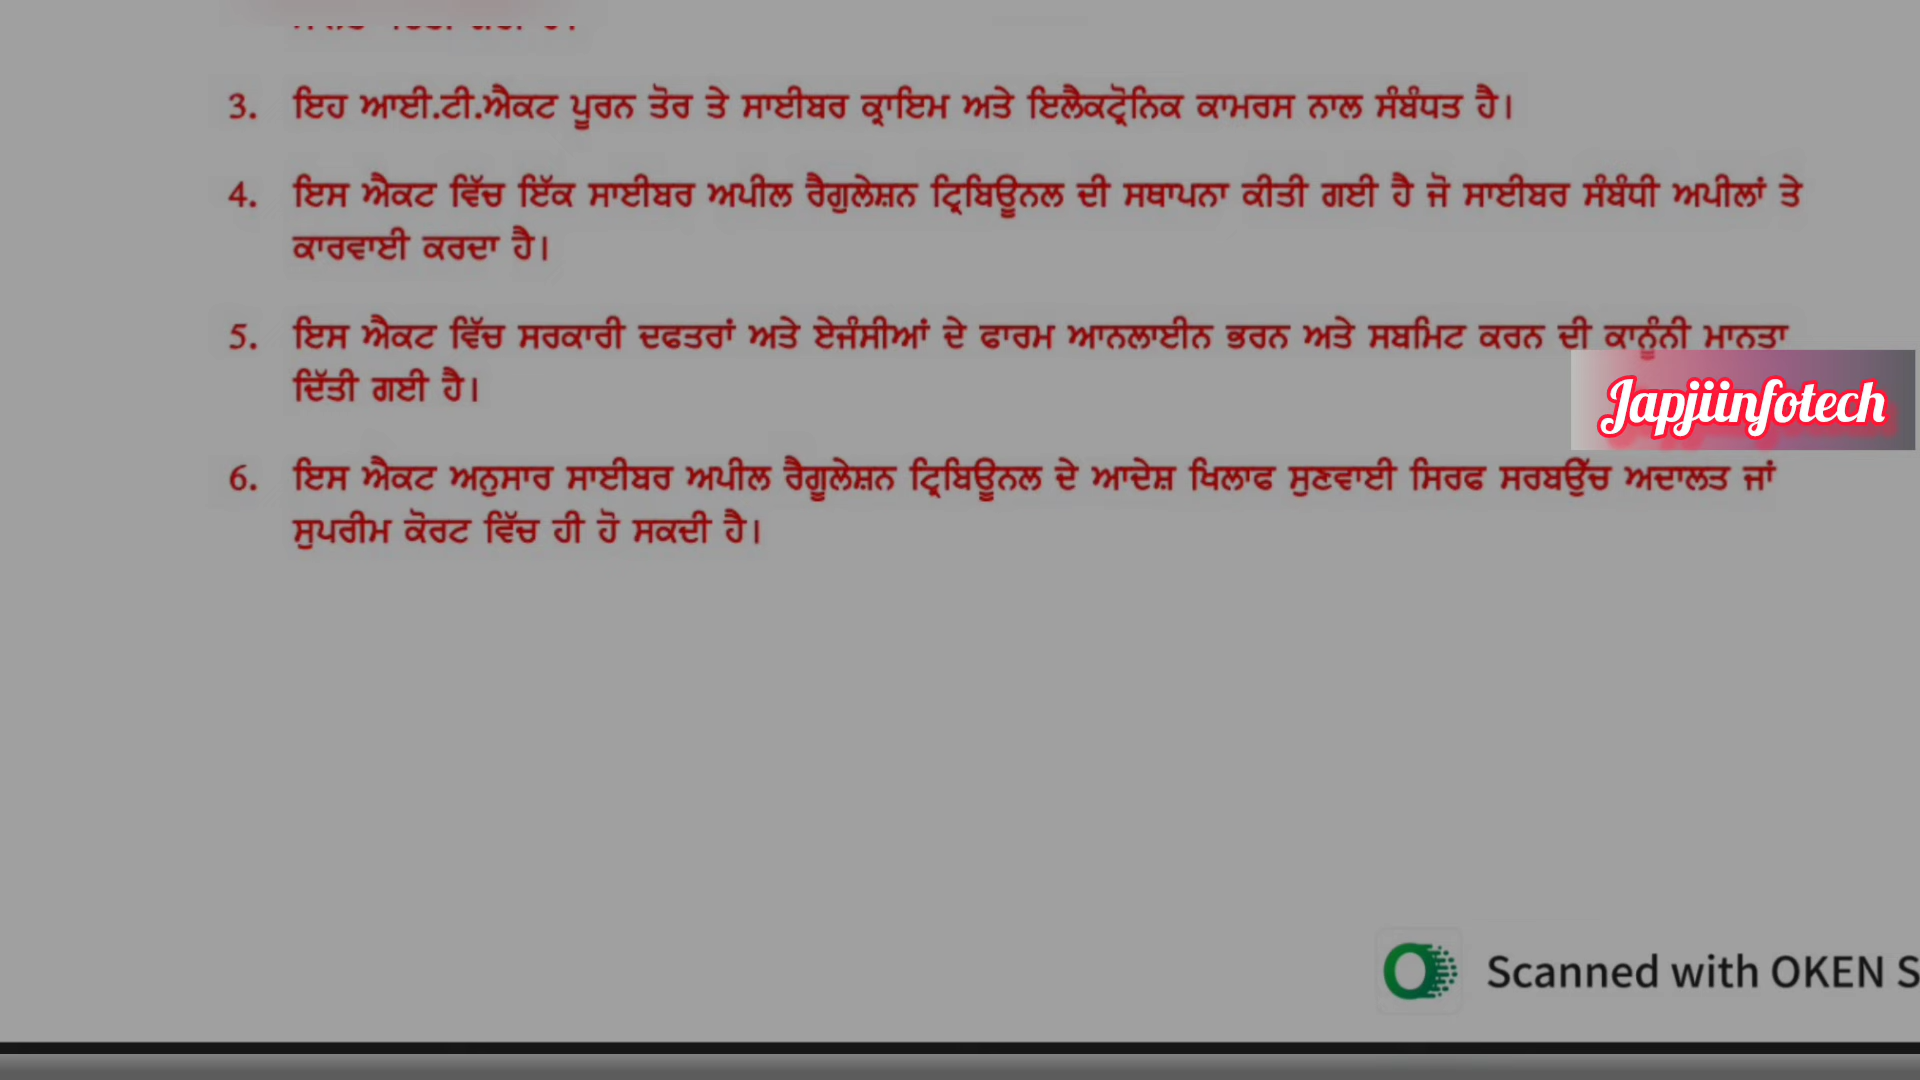 3. ਇਹ ਆਈ.ਟੀ.ਐਕਟ ਪੂਰਨ ਤੋਰ ਤੇ ਸਾਈਬਰ ਕ੍ਰਾਇਮ ਅਤੇ ਇਲੈਕਟ੍ਰੋਨਿਕ ਕਾਮਰਸ ਨਾਲ ਸੰਬੰਧਤ ਹੈ।
4. ਇਸ ਐਕਟ ਵਿੱਚ ਇੱਕ ਸਾਈਬਰ ਅਪੀਲ ਰੈਗੁਲੇਸ਼ਨ ਟ੍ਰਿਬਿਊਨਲ ਦੀ ਸਥਾਪਨਾ ਕੀਤੀ ਗਈ ਹੈ ਜੋ ਸਾਈਬਰ ਸੰਬੰਧੀ ਅਪੀਲਾਂ ਤੇ
ਕਾਰਵਾਈ ਕਰਦਾ ਹੈ।
5. ਇਸ ਐਕਟ ਵਿੱਚ ਸਰਕਾਰੀ ਦਫਤਰਾਂ ਅਤੇ ਏਜੰਸੀਆਂ ਦੇ ਫਾਰਮ ਆਨਲਾਈਨ ਭਰਨ ਅਤੇ ਸਬਮਿਟ ਕਰਨ ਦੀ ਕਾਨੂੰਨੀ ਮਾਨਤਾ
ਦਿੱਤੀ ਗਈ ਹੈ।
Japjiinfotech
6. ਇਸ ਐਕਟ ਅਨੁਸਾਰ ਸਾਈਬਰ ਅਪੀਲ ਰੈਗੂਲੇਸ਼ਨ ਟ੍ਰਿਬਿਊਨਲ ਦੇ ਆਦੇਸ਼ ਖਿਲਾਫ ਸੁਣਵਾਈ ਸਿਰਫ ਸਰਬਉੱਚ ਅਦਾਲਤ ਜਾਂ
ਸੁਪਰੀਮ ਕੋਰਟ ਵਿੱਚ ਹੀ ਹੋ ਸਕਦੀ ਹੈ।
Scanned with OKEN S